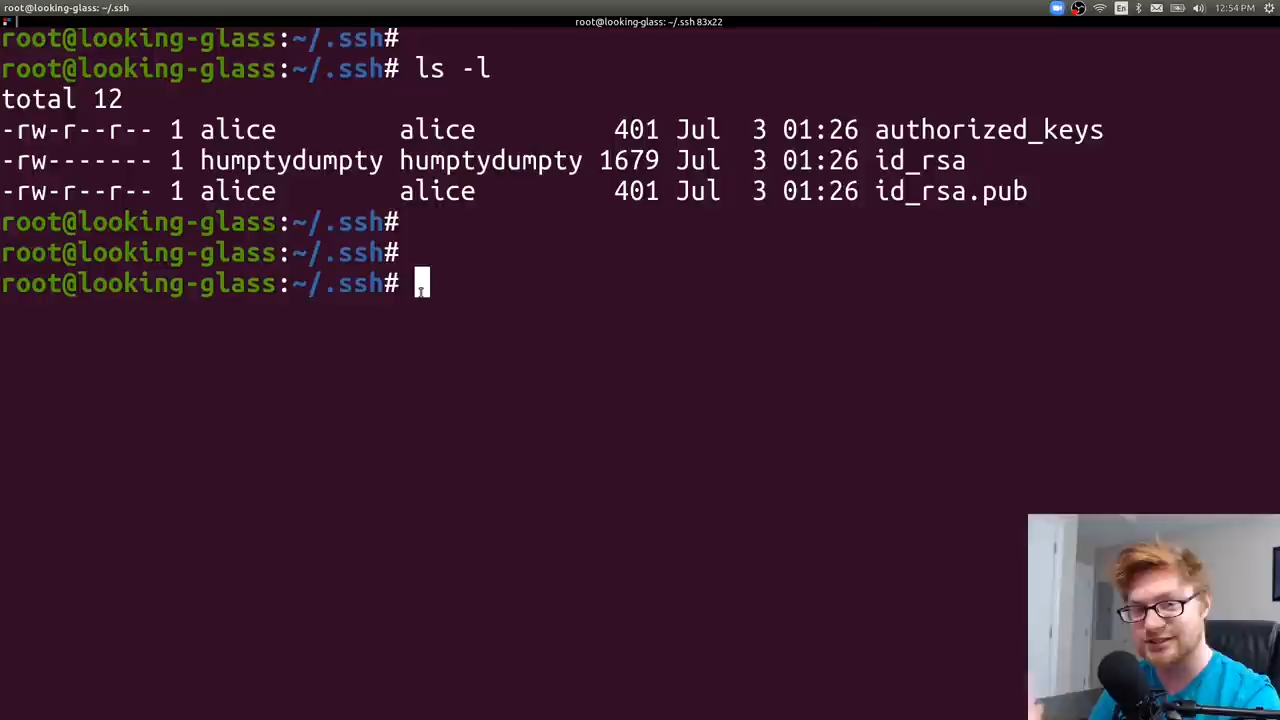 root@looking-glass: ~/.ssh
En
12:54 PM
root@looking-glass: ~/.ssh 83x22
root@looking-glass:~/.ssh#
root@looking-glass:~/.ssh# ls -l
total 12
-rw-r--r-- 1 alice        alice         401 Jul  3 01:26 authorized_keys
-rw------- 1 humptydumpty humptydumpty 1679 Jul  3 01:26 id_rsa
-rw-r--r-- 1 alice        alice         401 Jul  3 01:26 id_rsa.pub
root@looking-glass:~/.ssh#
root@looking-glass:~/.ssh#
root@looking-glass:~/.ssh#